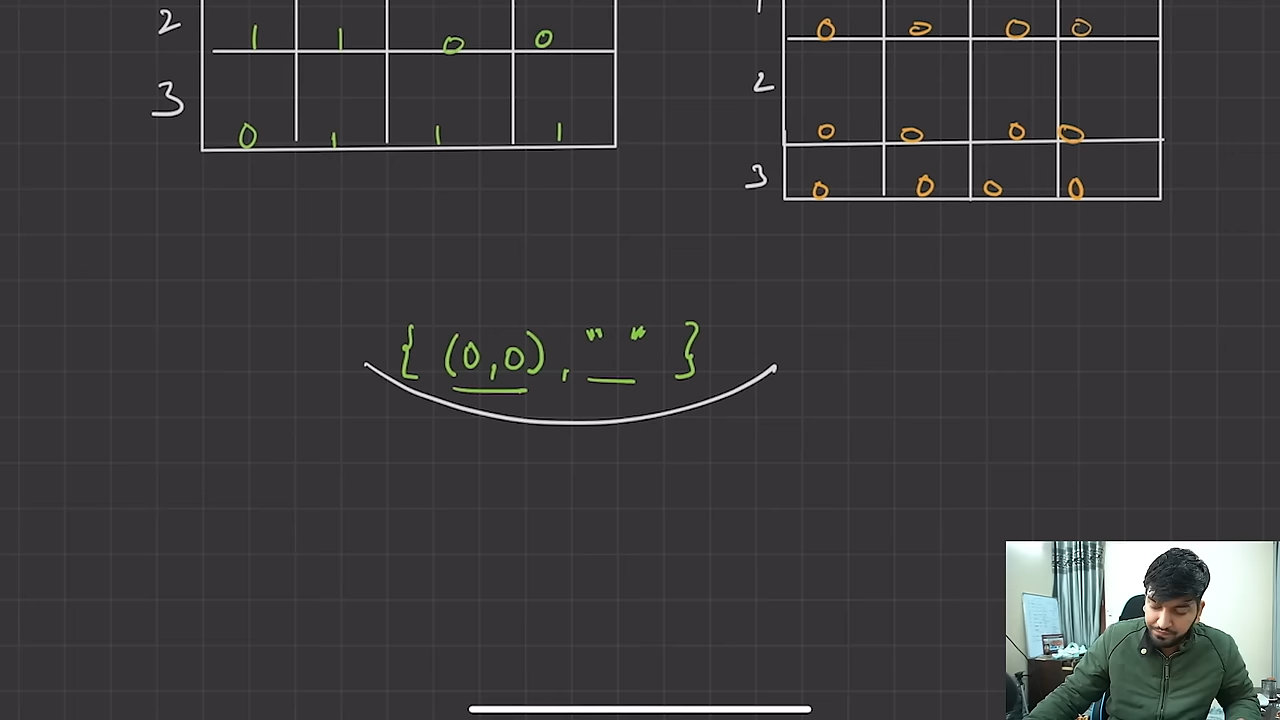 2 1 1 0 0
3 0 1 1 1
0 0 0 0
2 0 0 0 0
3 0 0 0 0
{ (0,0), " " }